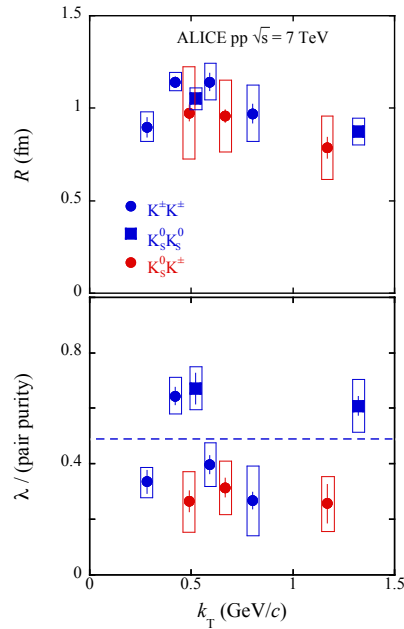 ALICE pp √s = 7 TeV
1.5
1
0.5
0
R (fm)
K±K±
K⁰SK⁰S
K⁰SK±
0.8
0.4
0
λ / (pair purity)
0 0.5 1 1.5
kT (GeV/c)